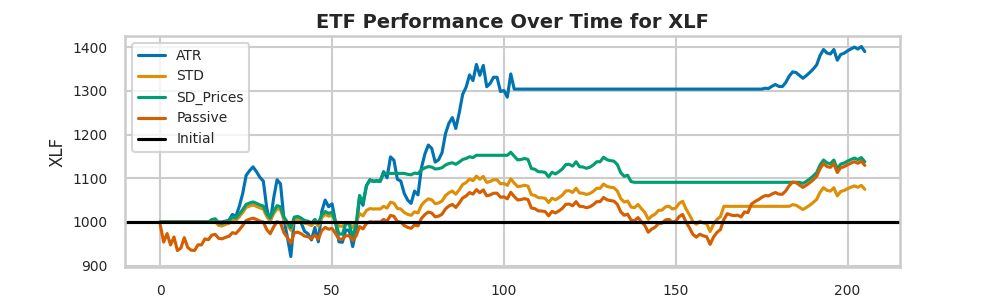 ETF Performance Over Time for XLF
1400
1300
1200
1100
1000
900
XLF
ATR
STD
SD_Prices
Passive
Initial
0
50
100
150
200